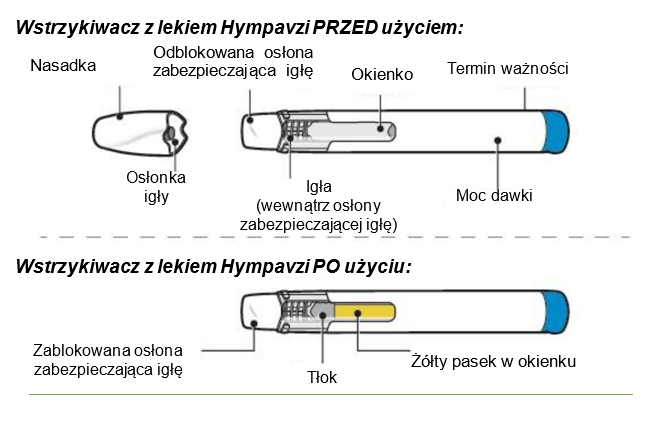 Wstrzykiwacz z lekiem Hympavzi PRZED użyciem:
Nasadka
Odblokowana osłona
zabezpieczająca igłę
Okienko
Termin ważności
Osłonka
igły
Igła
(wewnątrz osłony
zabezpieczającej igłę)
Moc dawki
Wstrzykiwacz z lekiem Hympavzi PO użyciu:
Zablokowana osłona
zabezpieczająca igłę
Tłok
Żółty pasek w okienku